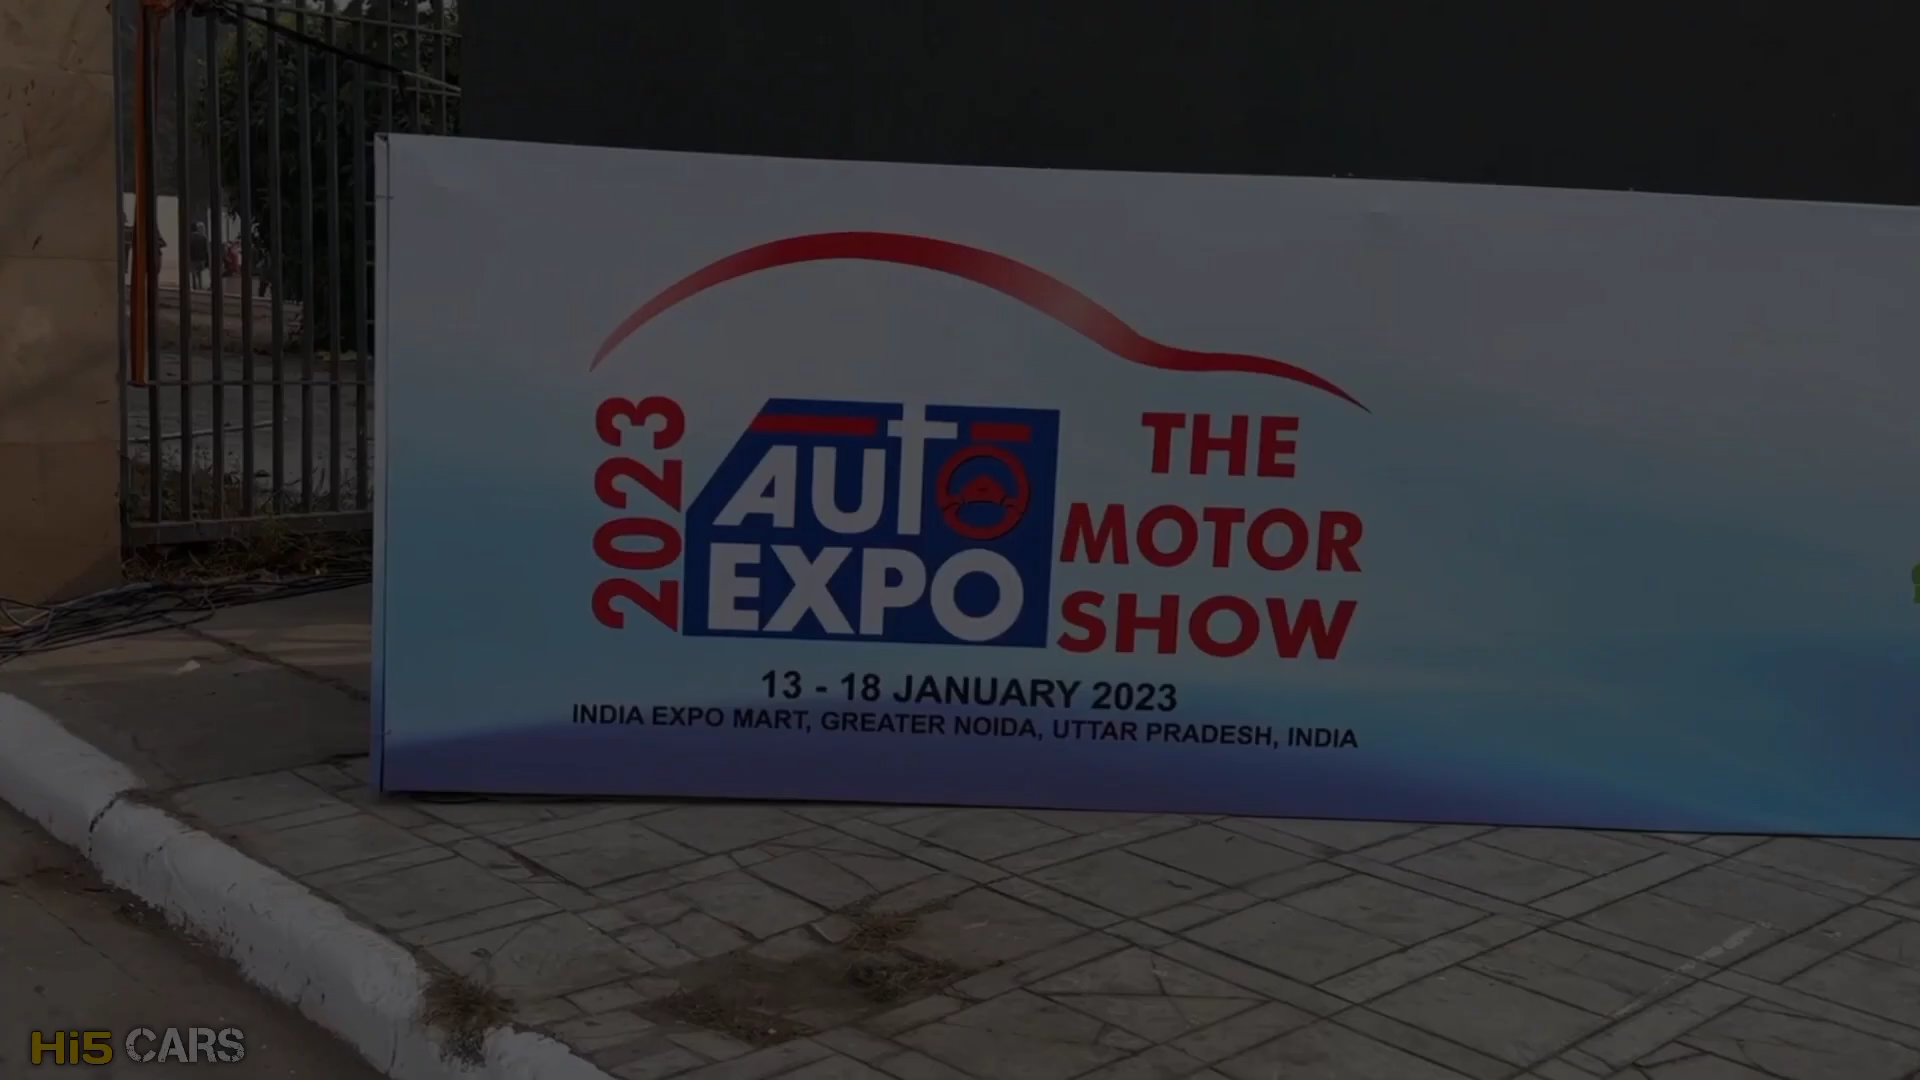 2023
AUTO
EXPO
THE
MOTOR
SHOW
13 - 18 JANUARY 2023
INDIA EXPO MART, GREATER NOIDA, UTTAR PRADESH, INDIA
Hi5 CARS